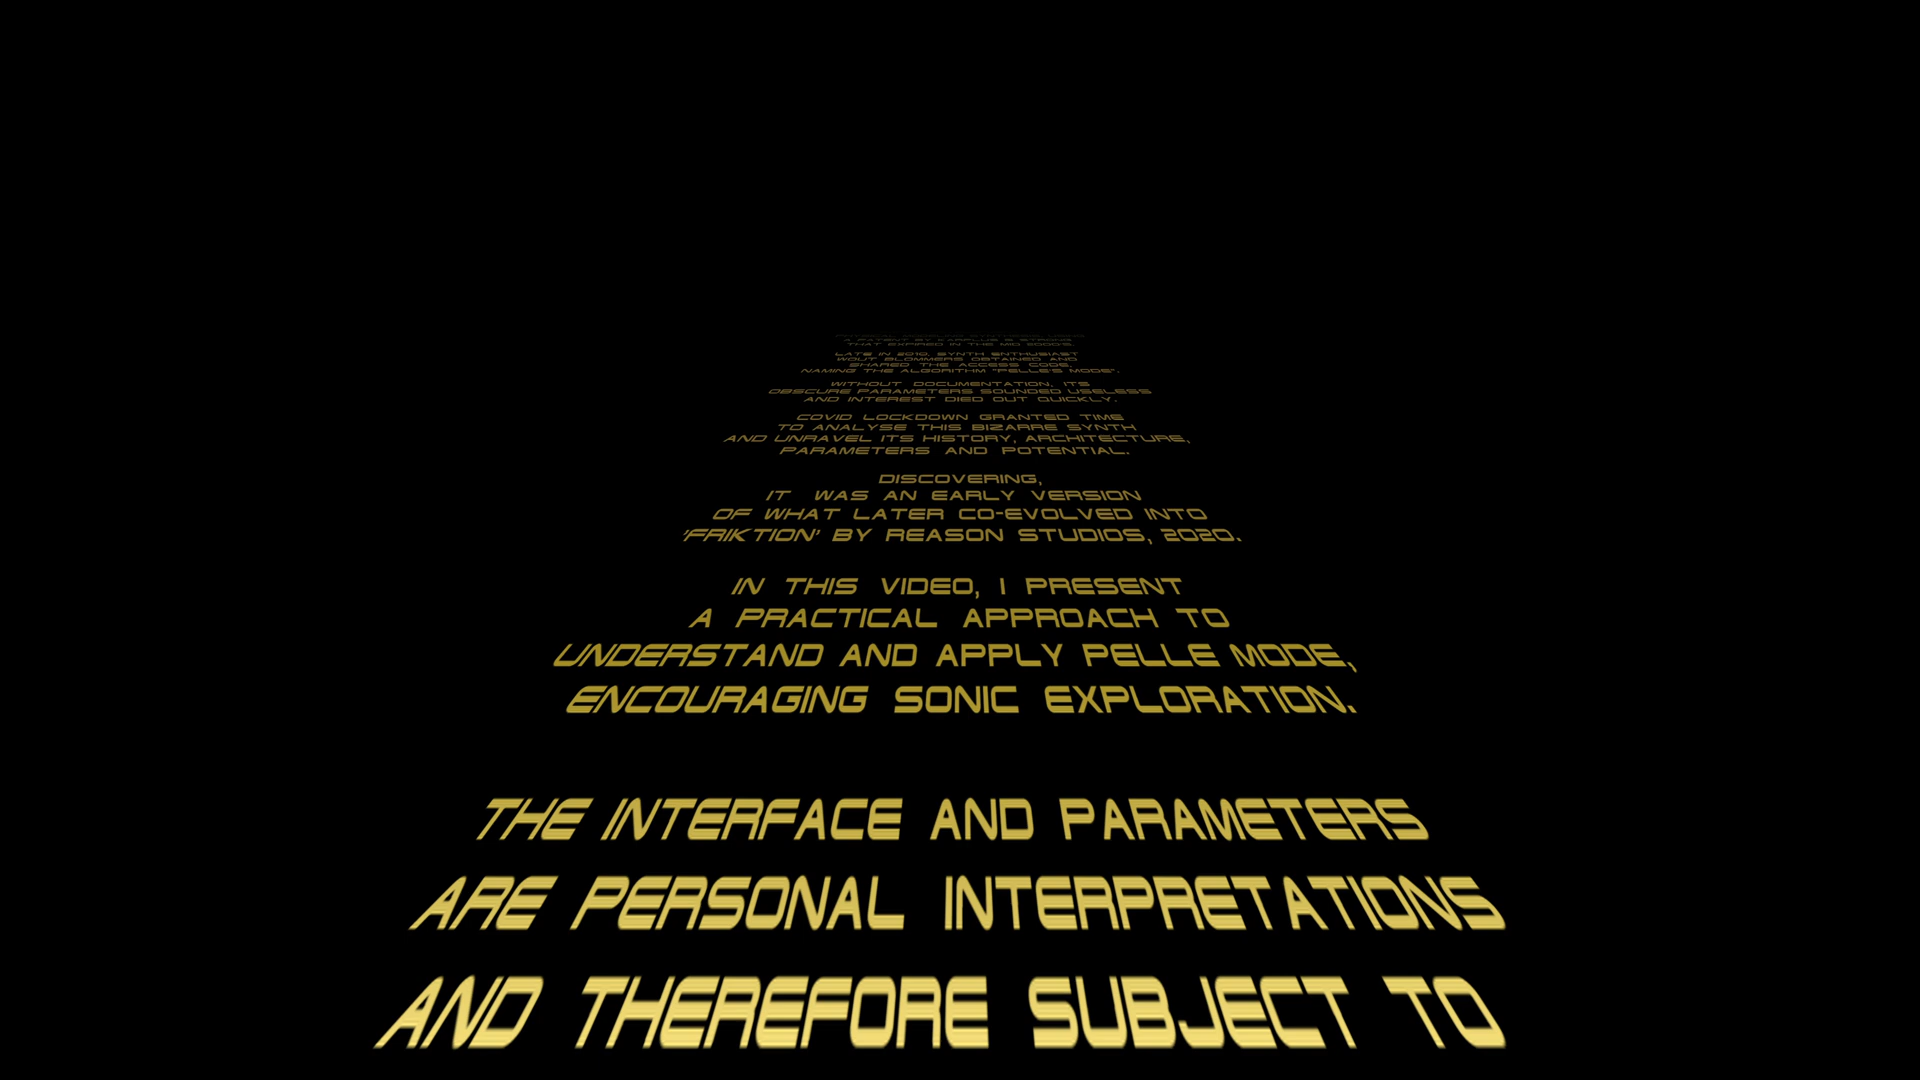 THAT EXPIRED IN THE MID 2000'S.
LATE IN 2010, SYNTH ENTHUSIAST
WOUT BLOMMERS OBTAINED AND
SHARED THE ACCESS CODE,
NAMING THE ALGORITHM "PELLE'S MODE".
WITHOUT DOCUMENTATION, ITS
OBSCURE PARAMETERS SOUNDED USELESS
AND INTEREST DIED OUT QUICKLY.
COVID LOCKDOWN GRANTED TIME
TO ANALYSE THIS BIZARRE SYNTH
AND UNRAVEL ITS HISTORY, ARCHITECTURE,
PARAMETERS AND POTENTIAL.
DISCOVERING,
IT WAS AN EARLY VERSION
OF WHAT LATER CO-EVOLVED INTO
'FRIKTION' BY REASON STUDIOS, 2020.
IN THIS VIDEO, I PRESENT
A PRACTICAL APPROACH TO
UNDERSTAND AND APPLY PELLE MODE,
ENCOURAGING SONIC EXPLORATION.
THE INTERFACE AND PARAMETERS
ARE PERSONAL INTERPRETATIONS
AND THEREFORE SUBJECT TO